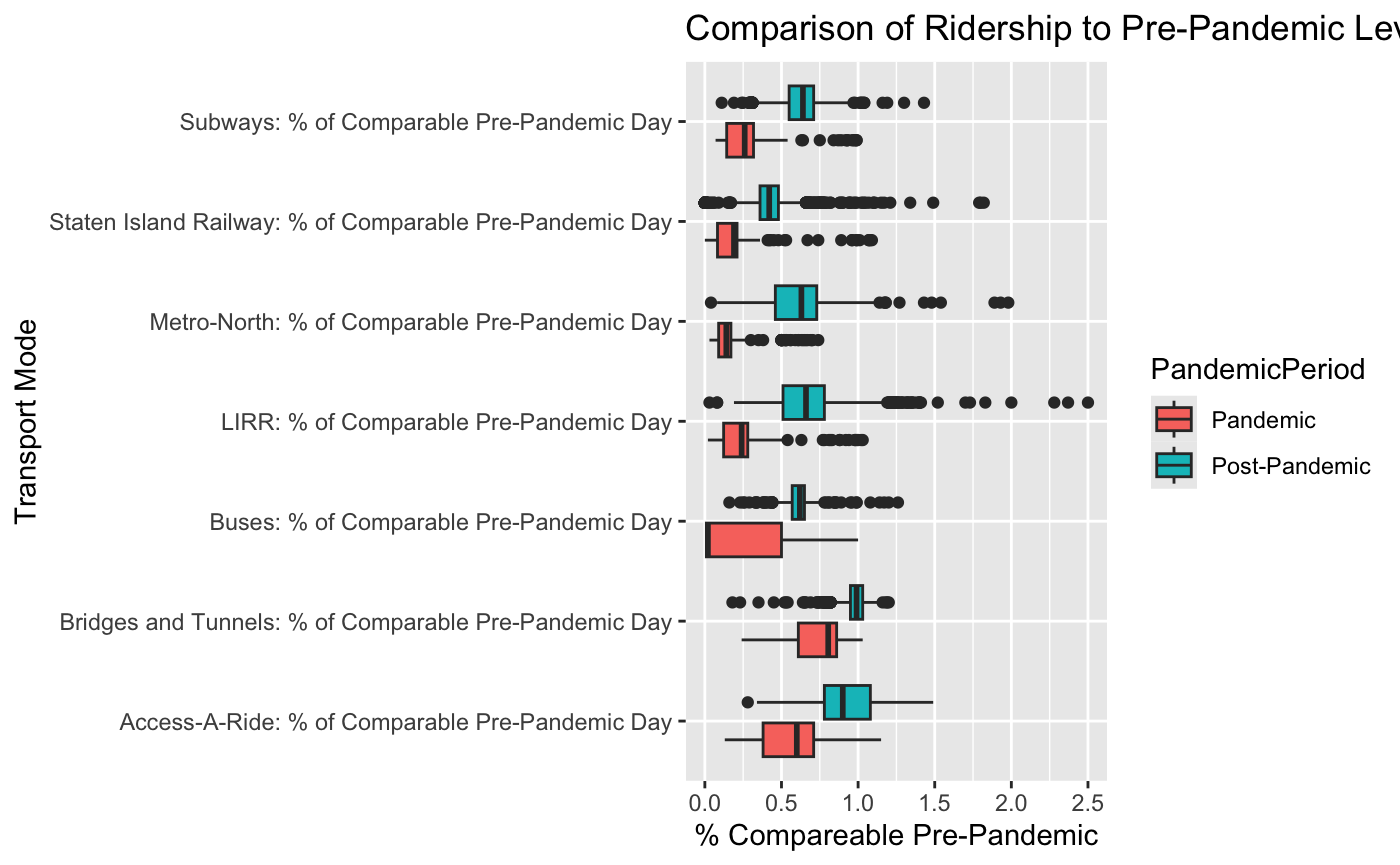 Comparison of Ridership to Pre-Pandemic Lev
Subways: % of Comparable Pre-Pandemic Day
Staten Island Railway: % of Comparable Pre-Pandemic Day
Metro-North: % of Comparable Pre-Pandemic Day
LIRR: % of Comparable Pre-Pandemic Day
Buses: % of Comparable Pre-Pandemic Day
Bridges and Tunnels: % of Comparable Pre-Pandemic Day
Access-A-Ride: % of Comparable Pre-Pandemic Day
Transport Mode
0.0 0.5 1.0 1.5 2.0 2.5
% Compareable Pre-Pandemic
PandemicPeriod
Pandemic
Post-Pandemic